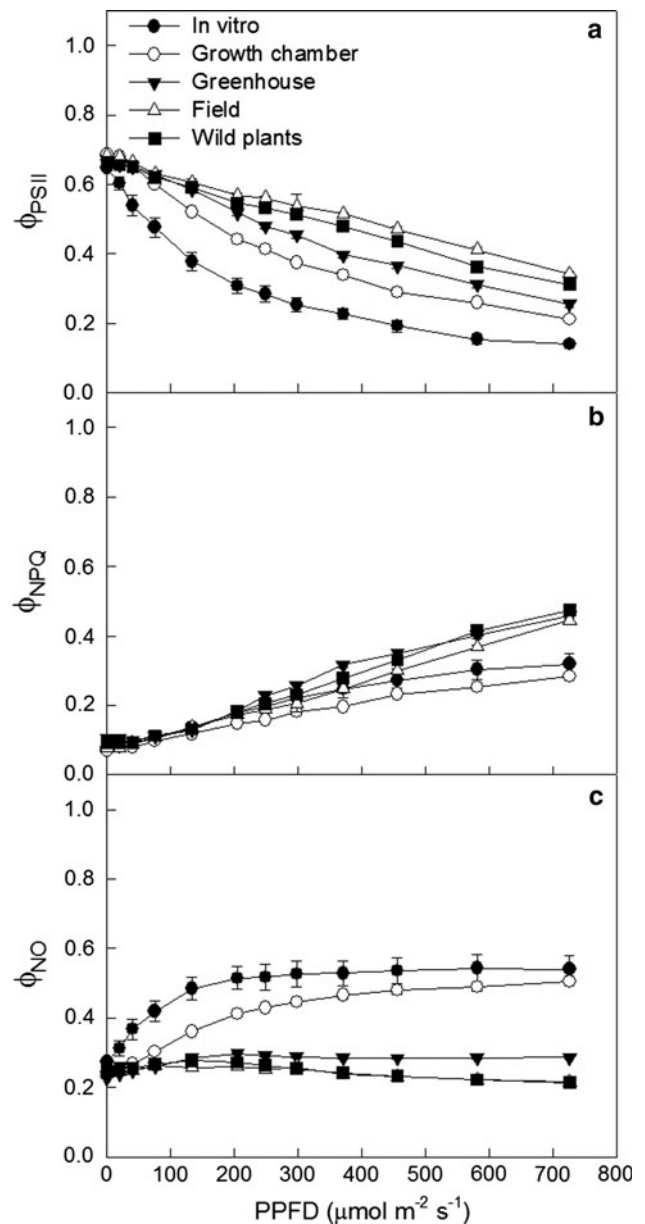 a
In vitro
Growth chamber
Greenhouse
Field
Wild plants
1.0
0.8
0.6
0.4
0.2
0.0
ϕPSII
b
1.0
0.8
0.6
0.4
0.2
0.0
ϕNPQ
c
1.0
0.8
0.6
0.4
0.2
0.0
ϕNO
0 100 200 300 400 500 600 700 800
PPFD (μmol m-2 s-1)